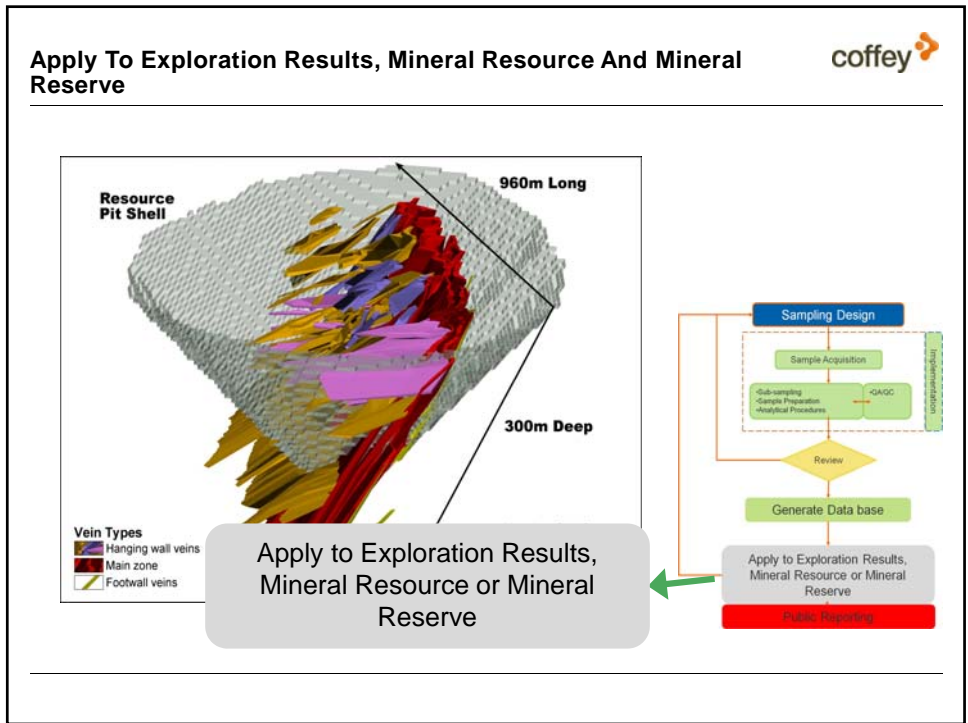 Apply To Exploration Results, Mineral Resource And Mineral
Reserve
coffey
Resource
Pit Shell
960m Long
300m Deep
Vein Types
Hanging wall veins
Main zone
Footwall veins
Apply to Exploration Results,
Mineral Resource or Mineral
Reserve
Sampling Design
Sample Acquisition
Implementation
•Sub-sampling
•Sample Preparation
•Analytical Procedures
•QA/QC
Review
Generate Data base
Apply to Exploration Results,
Mineral Resource or Mineral
Reserve
Public Reporting